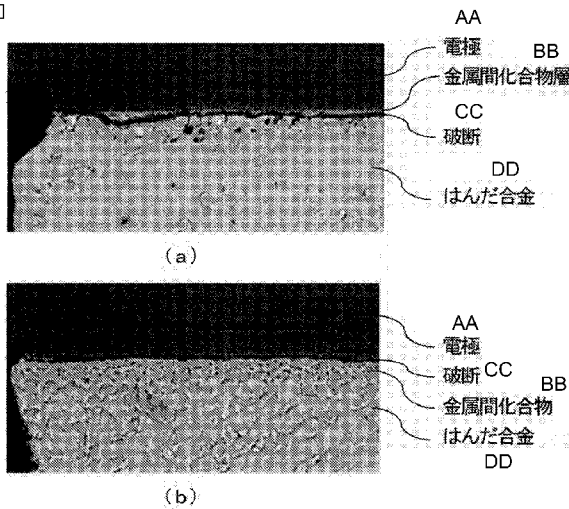 AA
電極
BB
金属間化合物層
CC
破断
DD
はんだ合金
(a)
AA
電極
破断 CC
BB
金属間化合物
はんだ合金
DD
(b)